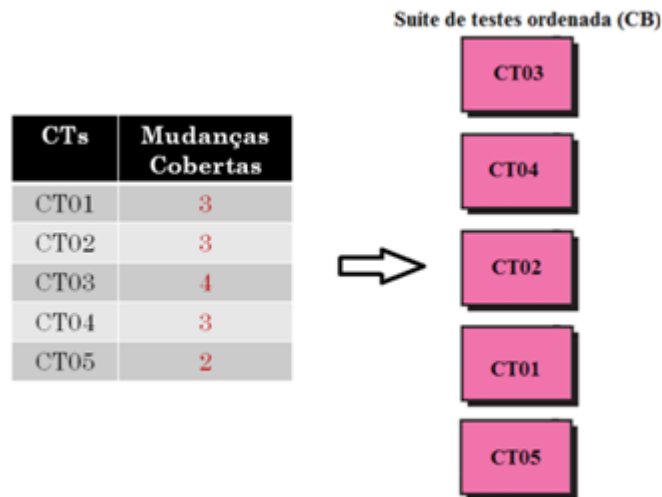 Suíte de testes ordenada (CB)
CTs Mudanças
Cobertas
CT01 3
CT02 3
CT03 4
CT04 3
CT05 2
CT03
CT04
CT02
CT01
CT05